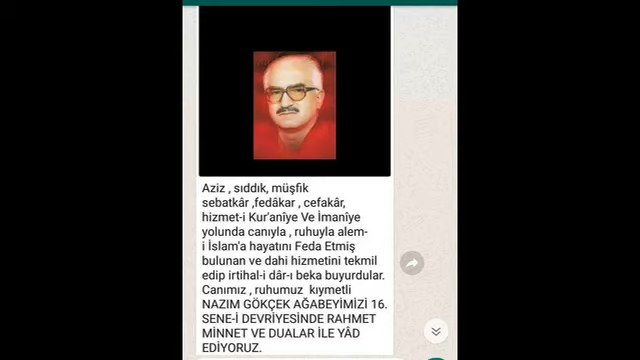 Aziz , sıddık, müşfik
sebatkâr ,fedâkar , cefakâr,
hizmet-i Kur'anîye Ve İmanîye
yolunda canıyla , ruhuyla alem-
i İslam'a hayatını Feda Etmiş
bulunan ve dahi hizmetini tekmil
edip irtihal-i dâr-ı beka buyurdular.
Canımız , ruhumuz kıymetli
NAZIM GÖKÇEK AĞABEYİMİZİ 16.
SENE-İ DEVRİYESİNDE RAHMET
MİNNET VE DUALAR İLE YÂD
EDİYORUZ.